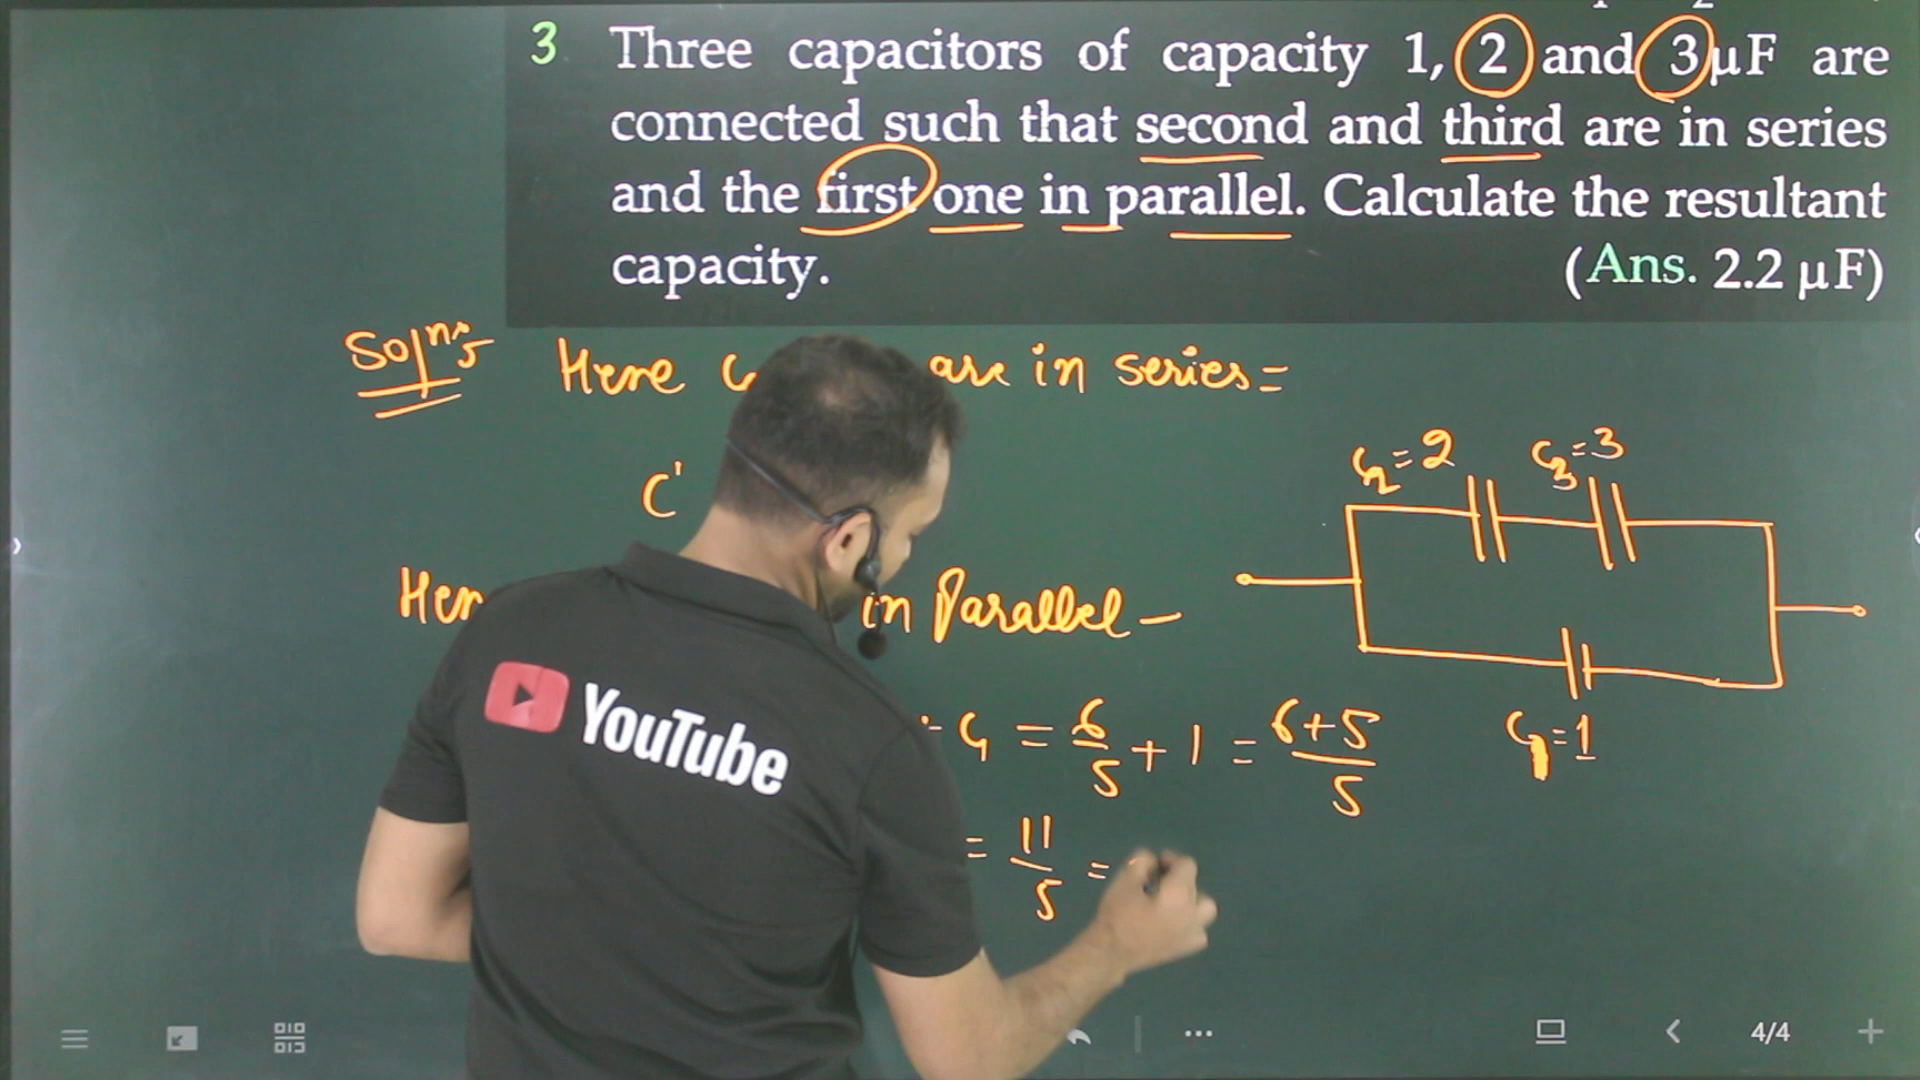 3 Three capacitors of capacity 1, 2 and 3 μF are
connected such that second and third are in series
and the first one in parallel. Calculate the resultant
capacity. (Ans. 2.2 μF)
Solns Here are in series=
C₂=2 C₃=3
C'
in Parallel -
YouTube
C₁ = 6/5 + 1 = 6+5/5
C₁=1
= 11/5 =
4/4